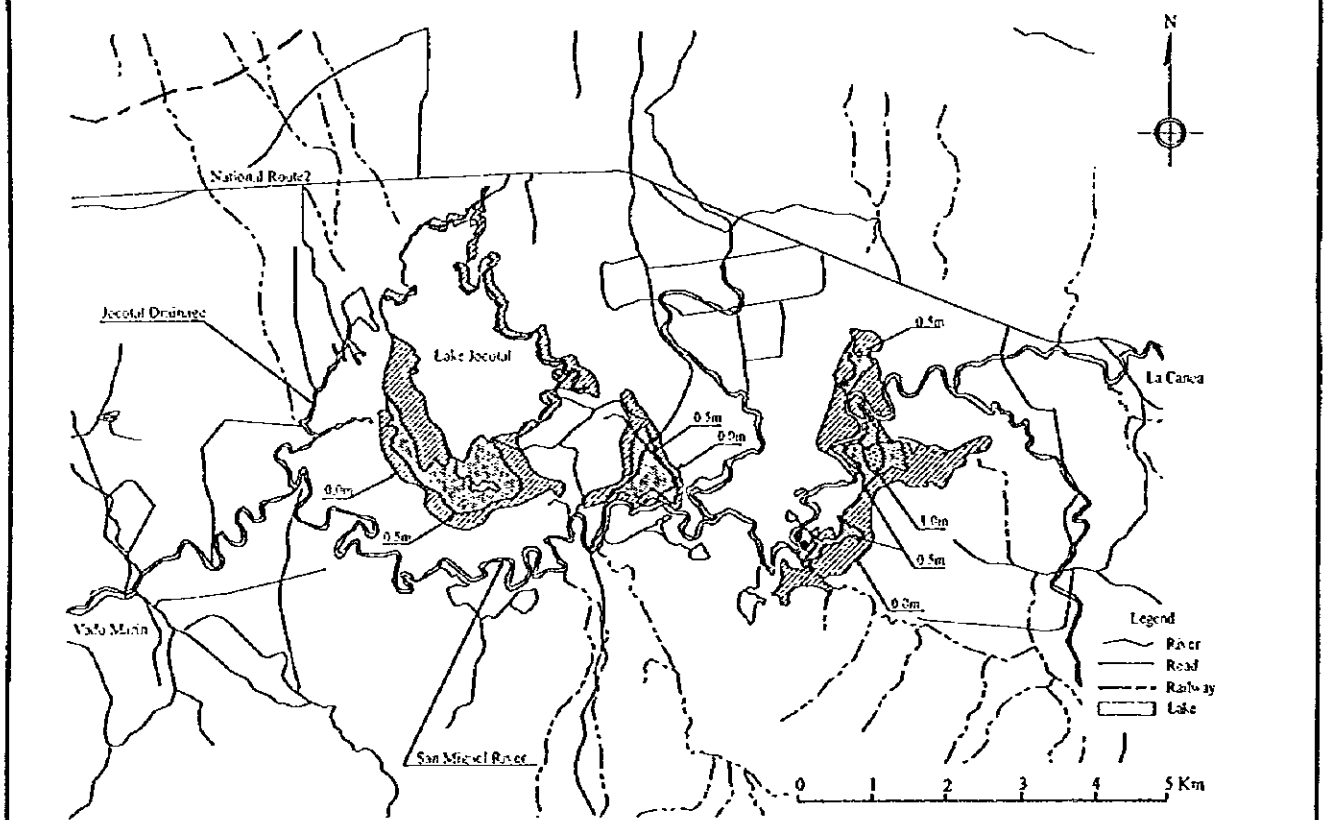 N
National Route2
Jocotal Drainage
Lake Jocotal
0.5m
La Canoa
0.5m
0.0m
0.0m
0.5m
1.0m
0.5m
0.0m
Vado Marin
San Miguel River
Legend
River
Road
Railway
Lake
0 1 2 3 4 5 Km